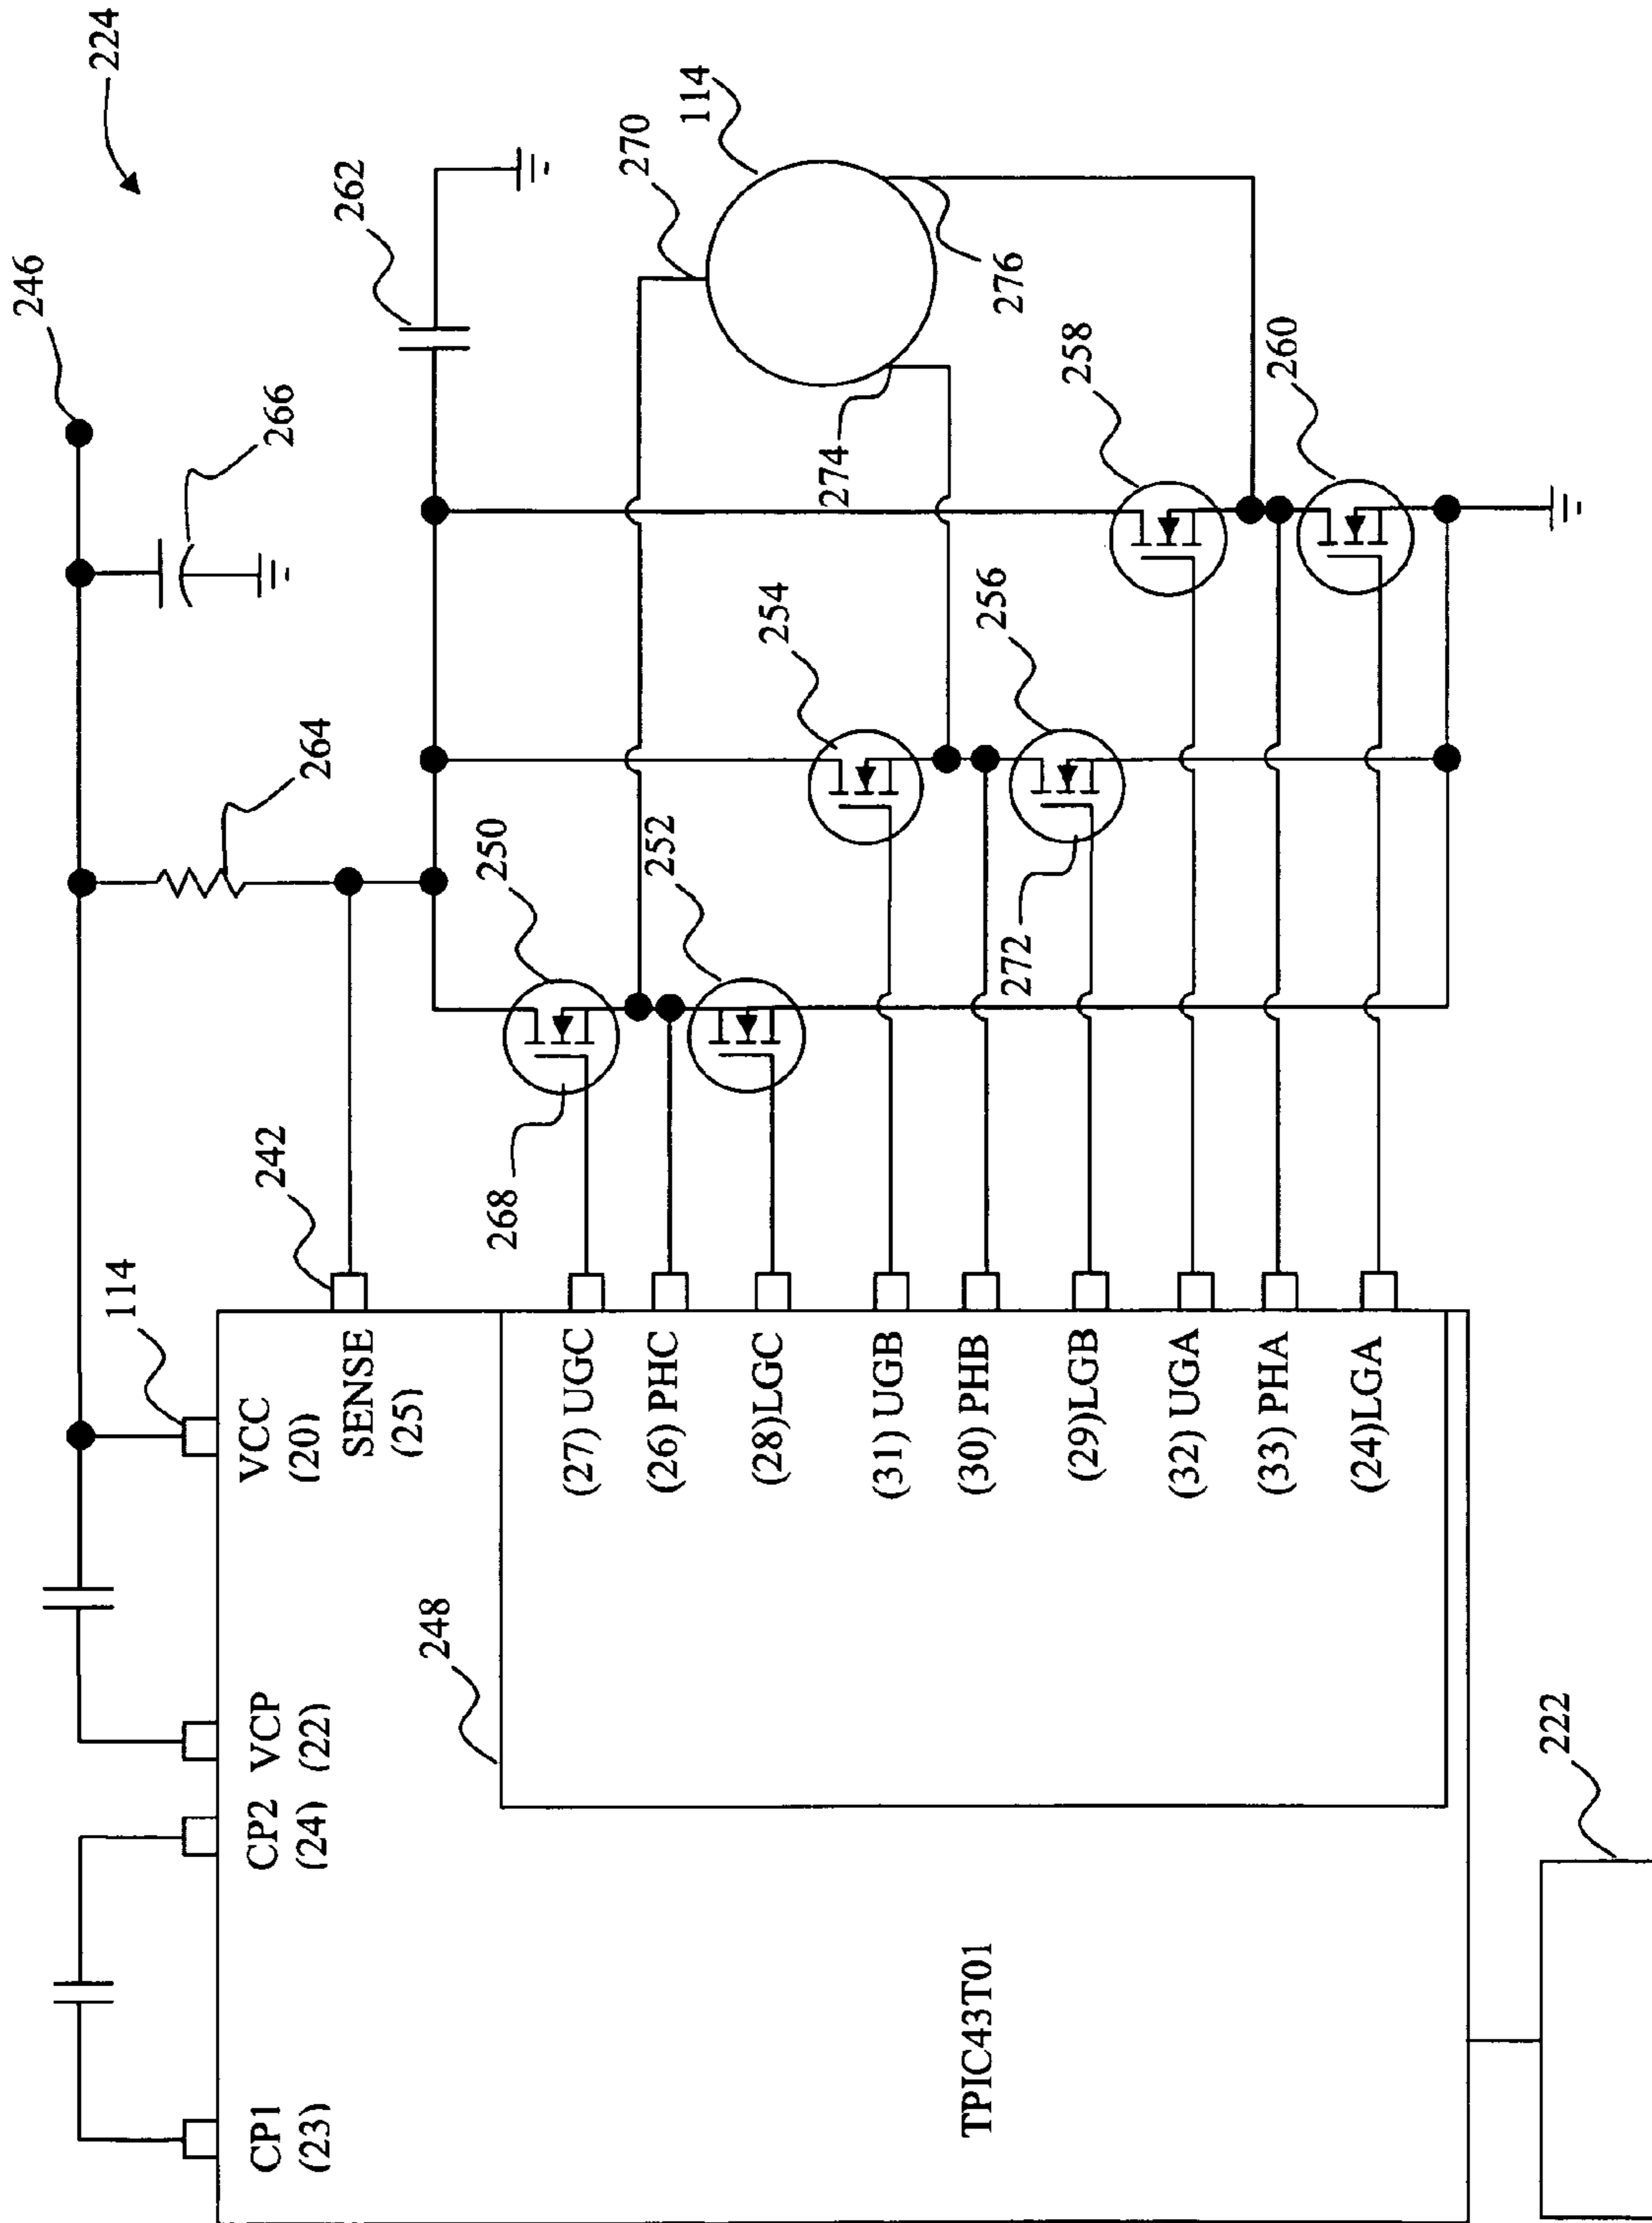 246
224
114
CP1
CP2
VCP
VCC
(23)
(24)
(22)
(20)
242
266
264
SENSE
(25)
262
248
250
268
(27) UGC
270
(26) PHC
252
114
(28)LGC
254
274
(31) UGB
TPIC43T01
(30) PHB
256
272
276
(29)LGB
258
(32) UGA
(33) PHA
260
(24)LGA
222